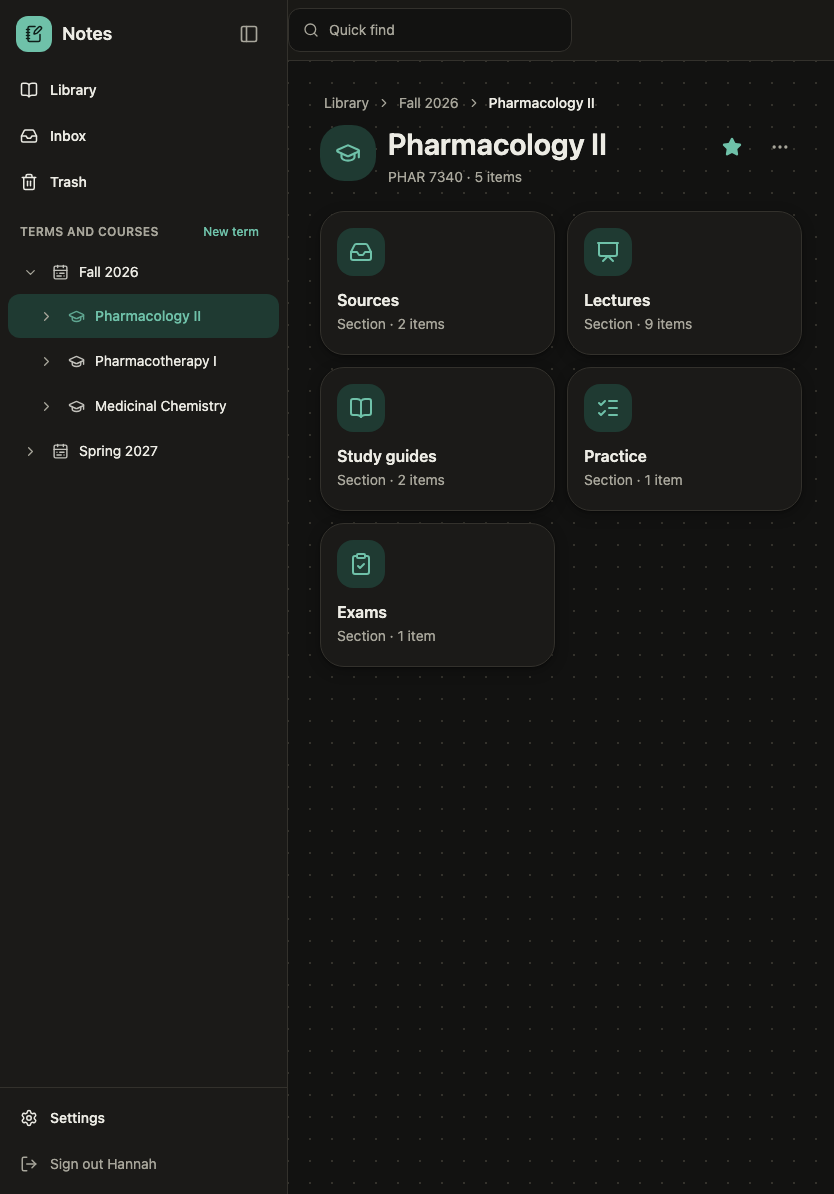 Notes
Quick find
Library
Inbox
Trash
TERMS AND COURSES New term
Fall 2026
Pharmacology II
Pharmacotherapy I
Medicinal Chemistry
Spring 2027
Settings
Sign out Hannah
Library > Fall 2026 > Pharmacology II
Pharmacology II
PHAR 7340 · 5 items
Sources
Section · 2 items
Lectures
Section · 9 items
Study guides
Section · 2 items
Practice
Section · 1 item
Exams
Section · 1 item